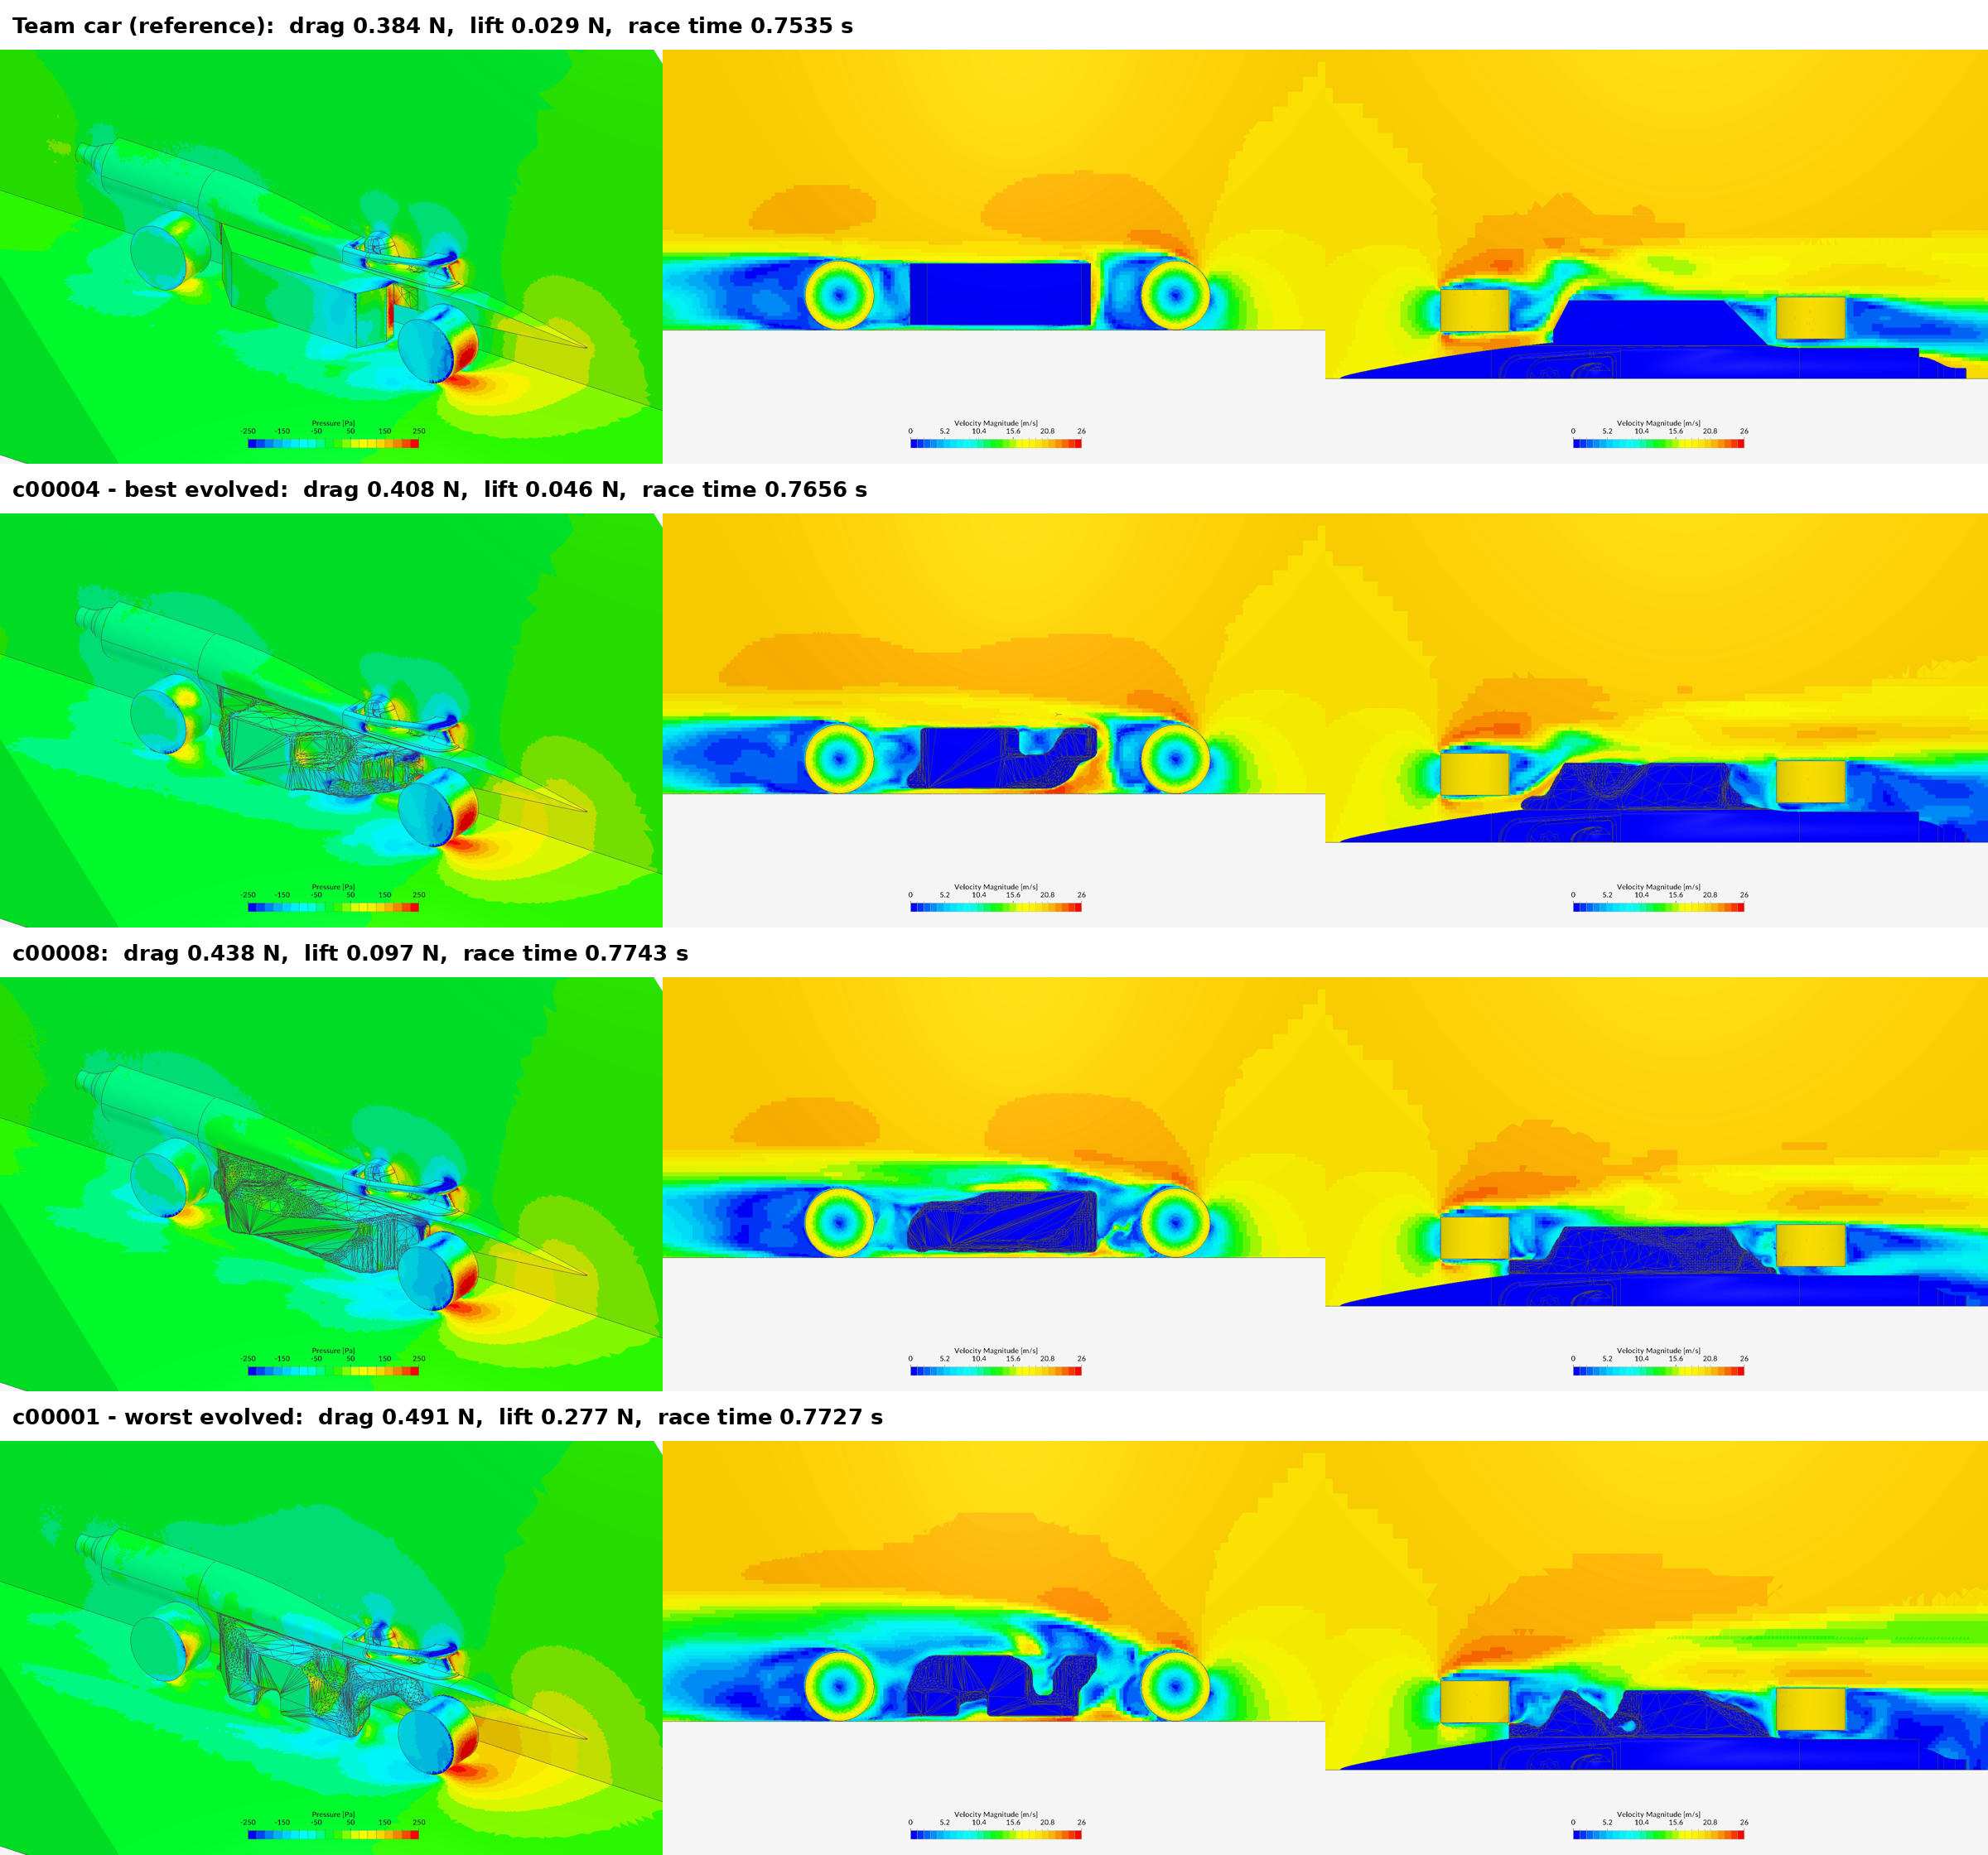 Team car (reference):  drag 0.384 N,  lift 0.029 N,  race time 0.7535 s
Pressure [Pa]
-250 -150 -50 50 150 250
Velocity Magnitude [m/s]
0 5.2 10.4 15.6 20.8 26
Velocity Magnitude [m/s]
0 5.2 10.4 15.6 20.8 26
c00004 - best evolved:  drag 0.408 N,  lift 0.046 N,  race time 0.7656 s
Pressure [Pa]
-250 -150 -50 50 150 250
Velocity Magnitude [m/s]
0 5.2 10.4 15.6 20.8 26
Velocity Magnitude [m/s]
0 5.2 10.4 15.6 20.8 26
c00008:  drag 0.438 N,  lift 0.097 N,  race time 0.7743 s
Pressure [Pa]
-250 -150 -50 50 150 250
Velocity Magnitude [m/s]
0 5.2 10.4 15.6 20.8 26
Velocity Magnitude [m/s]
0 5.2 10.4 15.6 20.8 26
c00001 - worst evolved:  drag 0.491 N,  lift 0.277 N,  race time 0.7727 s
Pressure [Pa]
-250 -150 -50 50 150 250
Velocity Magnitude [m/s]
0 5.2 10.4 15.6 20.8 26
Velocity Magnitude [m/s]
0 5.2 10.4 15.6 20.8 26